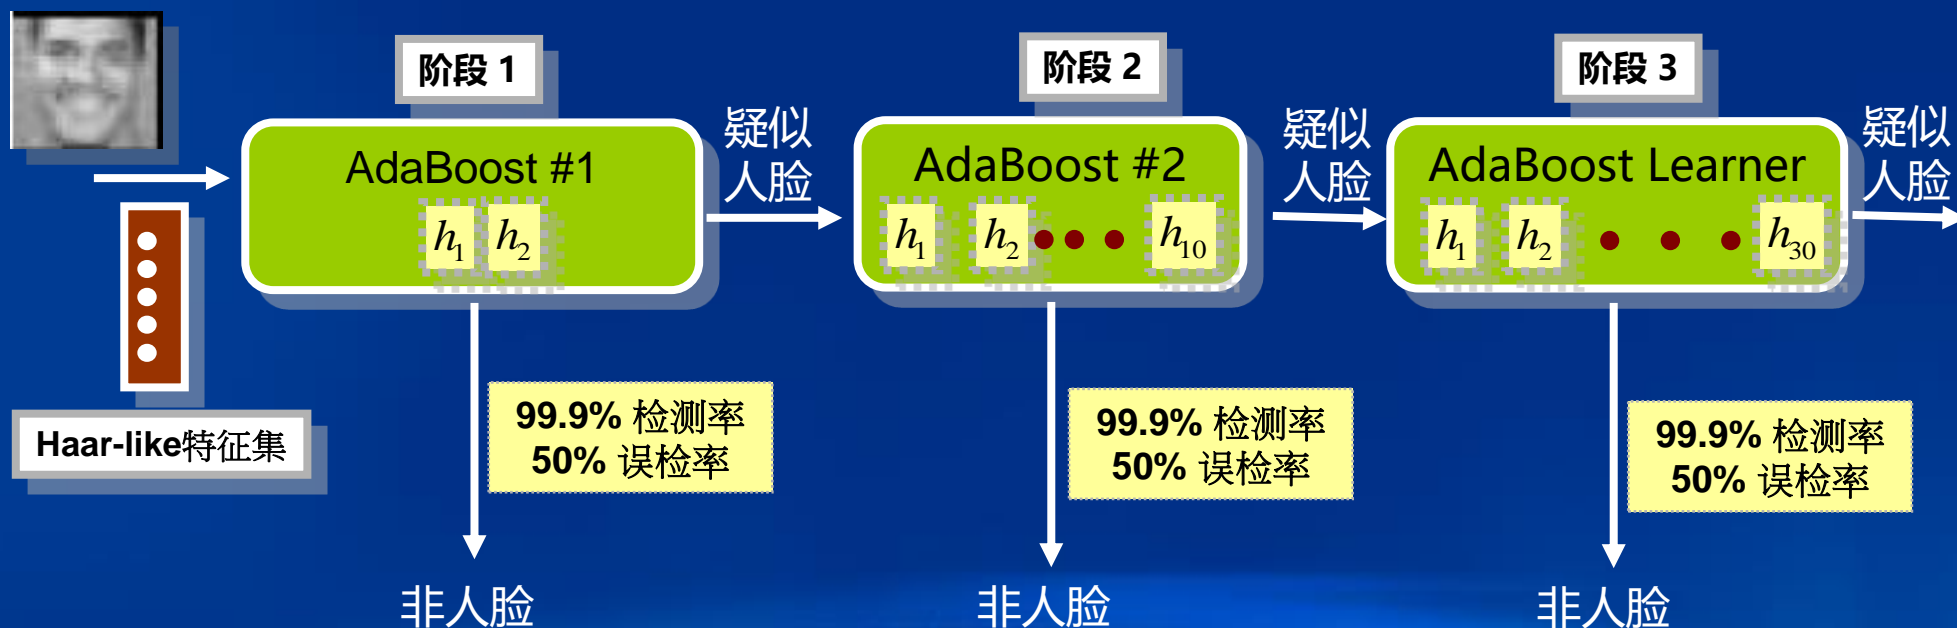 阶段 1
阶段 2
阶段 3
AdaBoost #1
疑似
人脸
AdaBoost #2
疑似
人脸
AdaBoost Learner
疑似
人脸
h1 h2
h1 h2 ••• h10
h1 h2 • • • h30
Haar-like特征集
99.9% 检测率
50% 误检率
99.9% 检测率
50% 误检率
99.9% 检测率
50% 误检率
非人脸
非人脸
非人脸